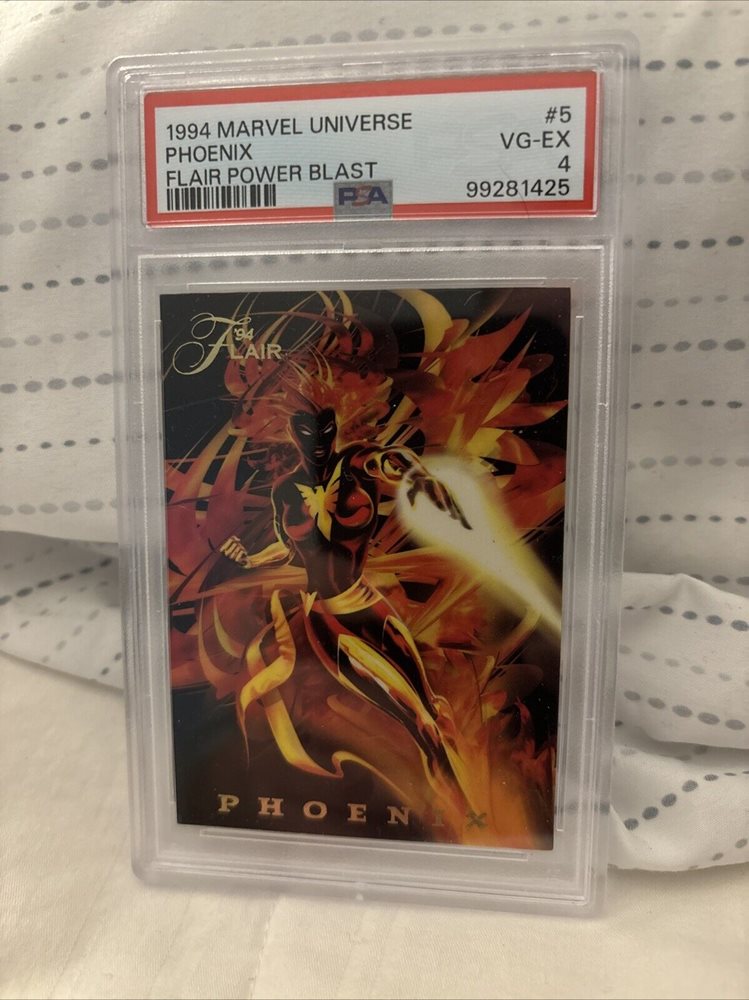 1994 MARVEL UNIVERSE #5
PHOENIX VG-EX
FLAIR POWER BLAST 4
PSA 99281425
FLAIR '94
PHOENIX